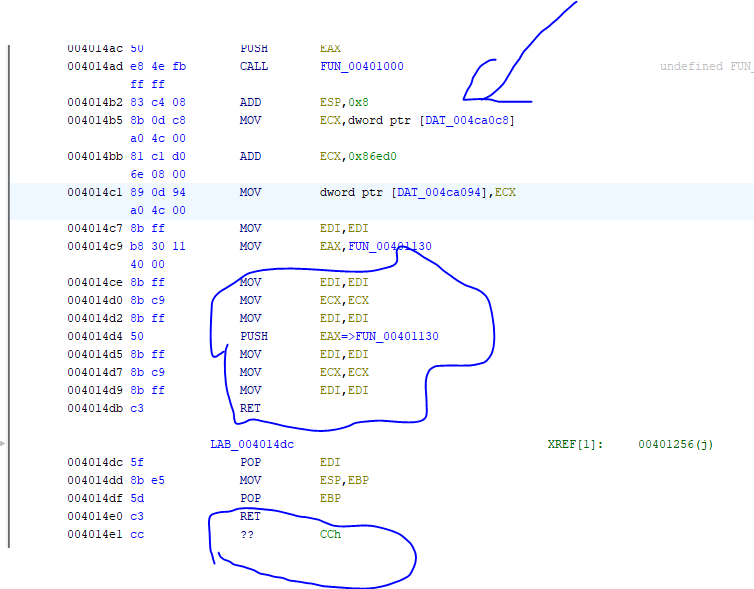 004014ac 50 PUSH EAX
004014ad e8 4e fb CALL FUN_00401000 undefined FUN_
ff ff
004014b2 83 c4 08 ADD ESP,0x8
004014b5 8b 0d c8 MOV ECX,dword ptr [DAT_004ca0c8]
a0 4c 00
004014bb 81 c1 d0 ADD ECX,0x86ed0
6e 08 00
004014c1 89 0d 94 MOV dword ptr [DAT_004ca094],ECX
a0 4c 00
004014c7 8b ff MOV EDI,EDI
004014c9 b8 30 11 MOV EAX,FUN_00401130
40 00
004014ce 8b ff MOV EDI,EDI
004014d0 8b c9 MOV ECX,ECX
004014d2 8b ff MOV EDI,EDI
004014d4 50 PUSH EAX=>FUN_00401130
004014d5 8b ff MOV EDI,EDI
004014d7 8b c9 MOV ECX,ECX
004014d9 8b ff MOV EDI,EDI
004014db c3 RET
LAB_004014dc XREF[1]: 00401256(j)
004014dc 5f POP EDI
004014dd 8b e5 MOV ESP,EBP
004014df 5d POP EBP
004014e0 c3 RET
004014e1 cc ?? CCh